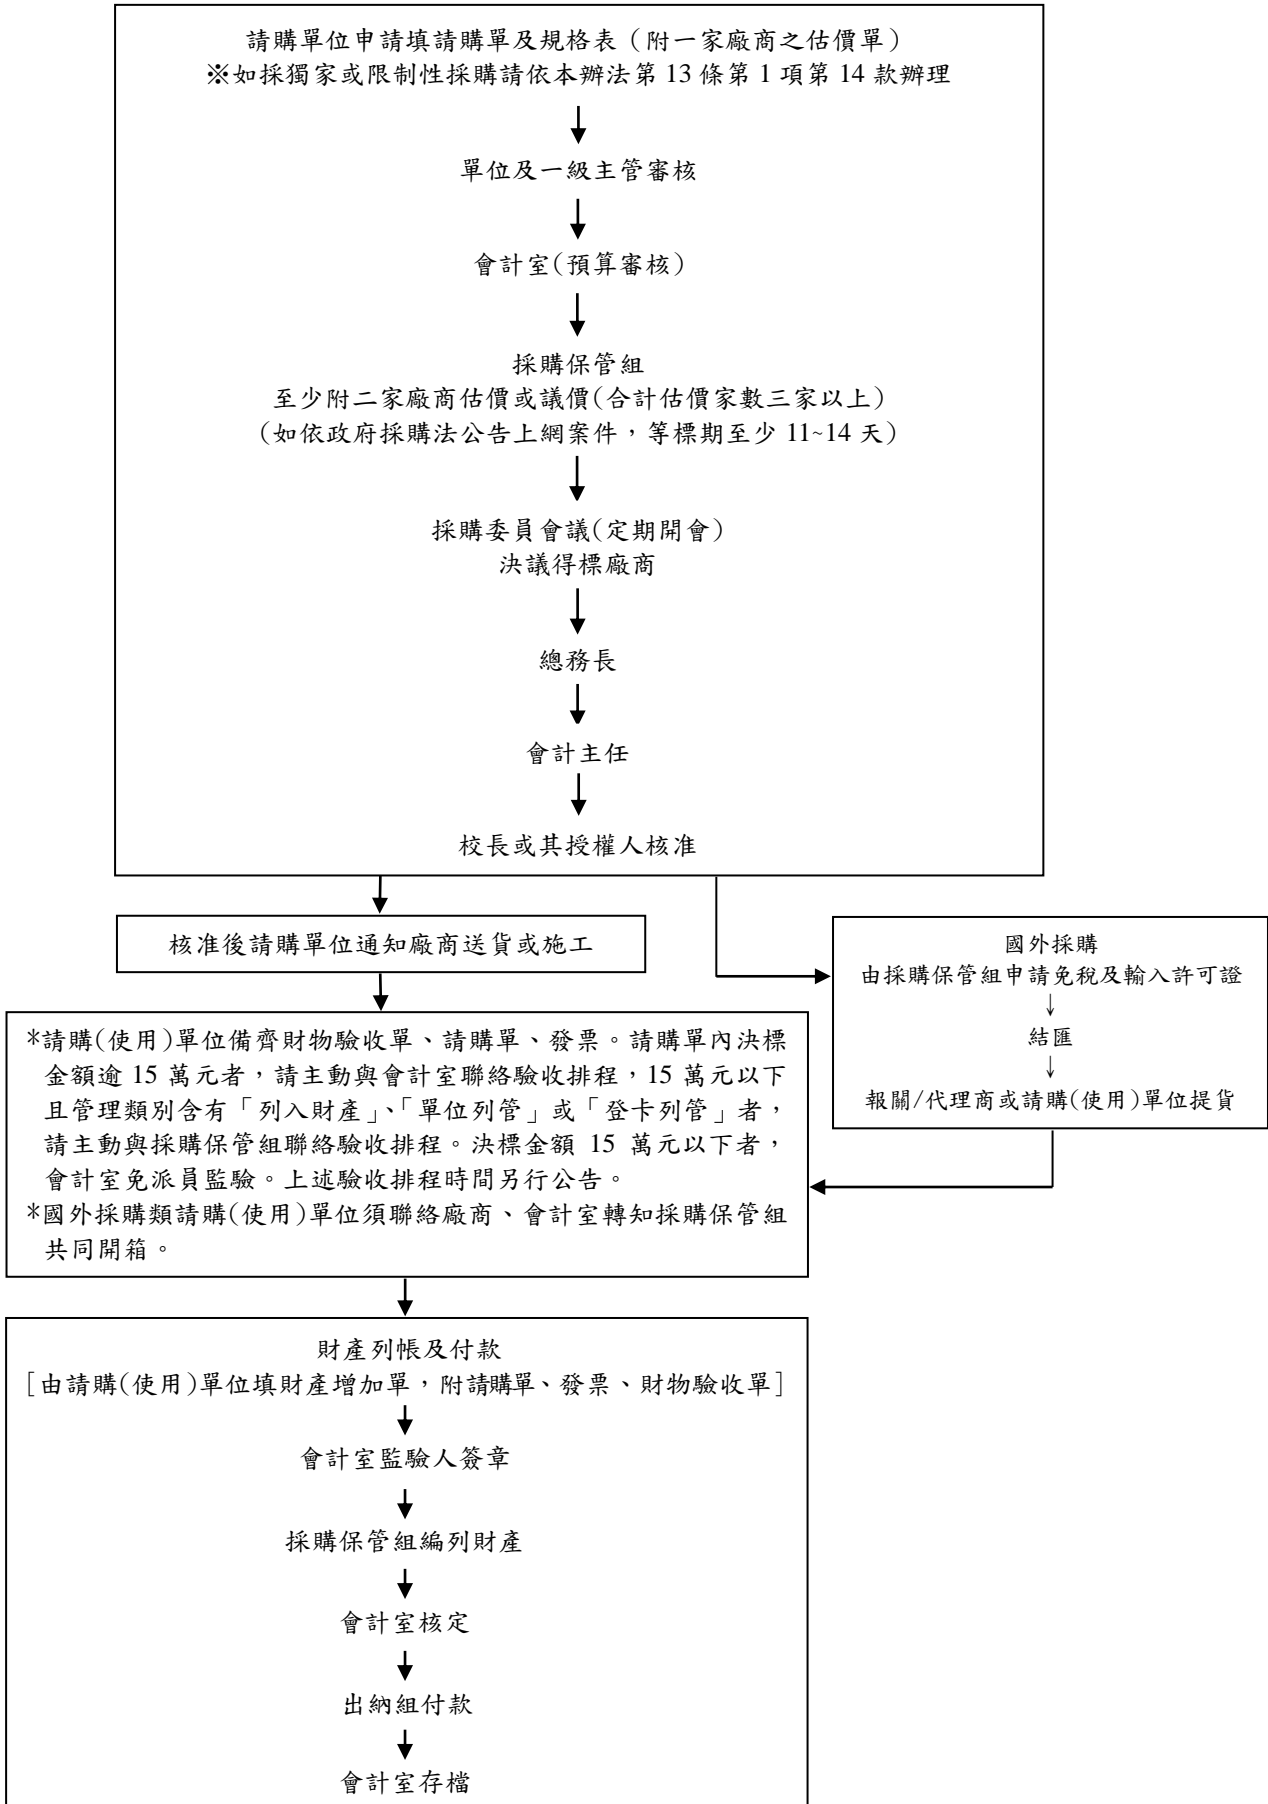 請購單位申請填請購單及規格表（附一家廠商之估價單）
※如採獨家或限制性採購請依本辦法第 13 條第 1 項第 14 款辦理
單位及一級主管審核
會計室(預算審核)
採購保管組
至少附二家廠商估價或議價(合計估價家數三家以上)
(如依政府採購法公告上網案件，等標期至少 11~14 天)
採購委員會議(定期開會)
決議得標廠商
總務長
會計主任
校長或其授權人核准
核准後請購單位通知廠商送貨或施工
國外採購
由採購保管組申請免稅及輸入許可證
↓
結匯
↓
報關/代理商或請購(使用)單位提貨
*請購(使用)單位備齊財物驗收單、請購單、發票。請購單內決標
金額逾 15 萬元者，請主動與會計室聯絡驗收排程，15 萬元以下
且管理類別含有「列入財產」、「單位列管」或「登卡列管」者，
請主動與採購保管組聯絡驗收排程。決標金額 15 萬元以下者，
會計室免派員監驗。上述驗收排程時間另行公告。
*國外採購類請購(使用)單位須聯絡廠商、會計室轉知採購保管組
共同開箱。
財產列帳及付款
[由請購(使用)單位填財產增加單，附請購單、發票、財物驗收單]
會計室監驗人簽章
採購保管組編列財產
會計室核定
出納組付款
會計室存檔